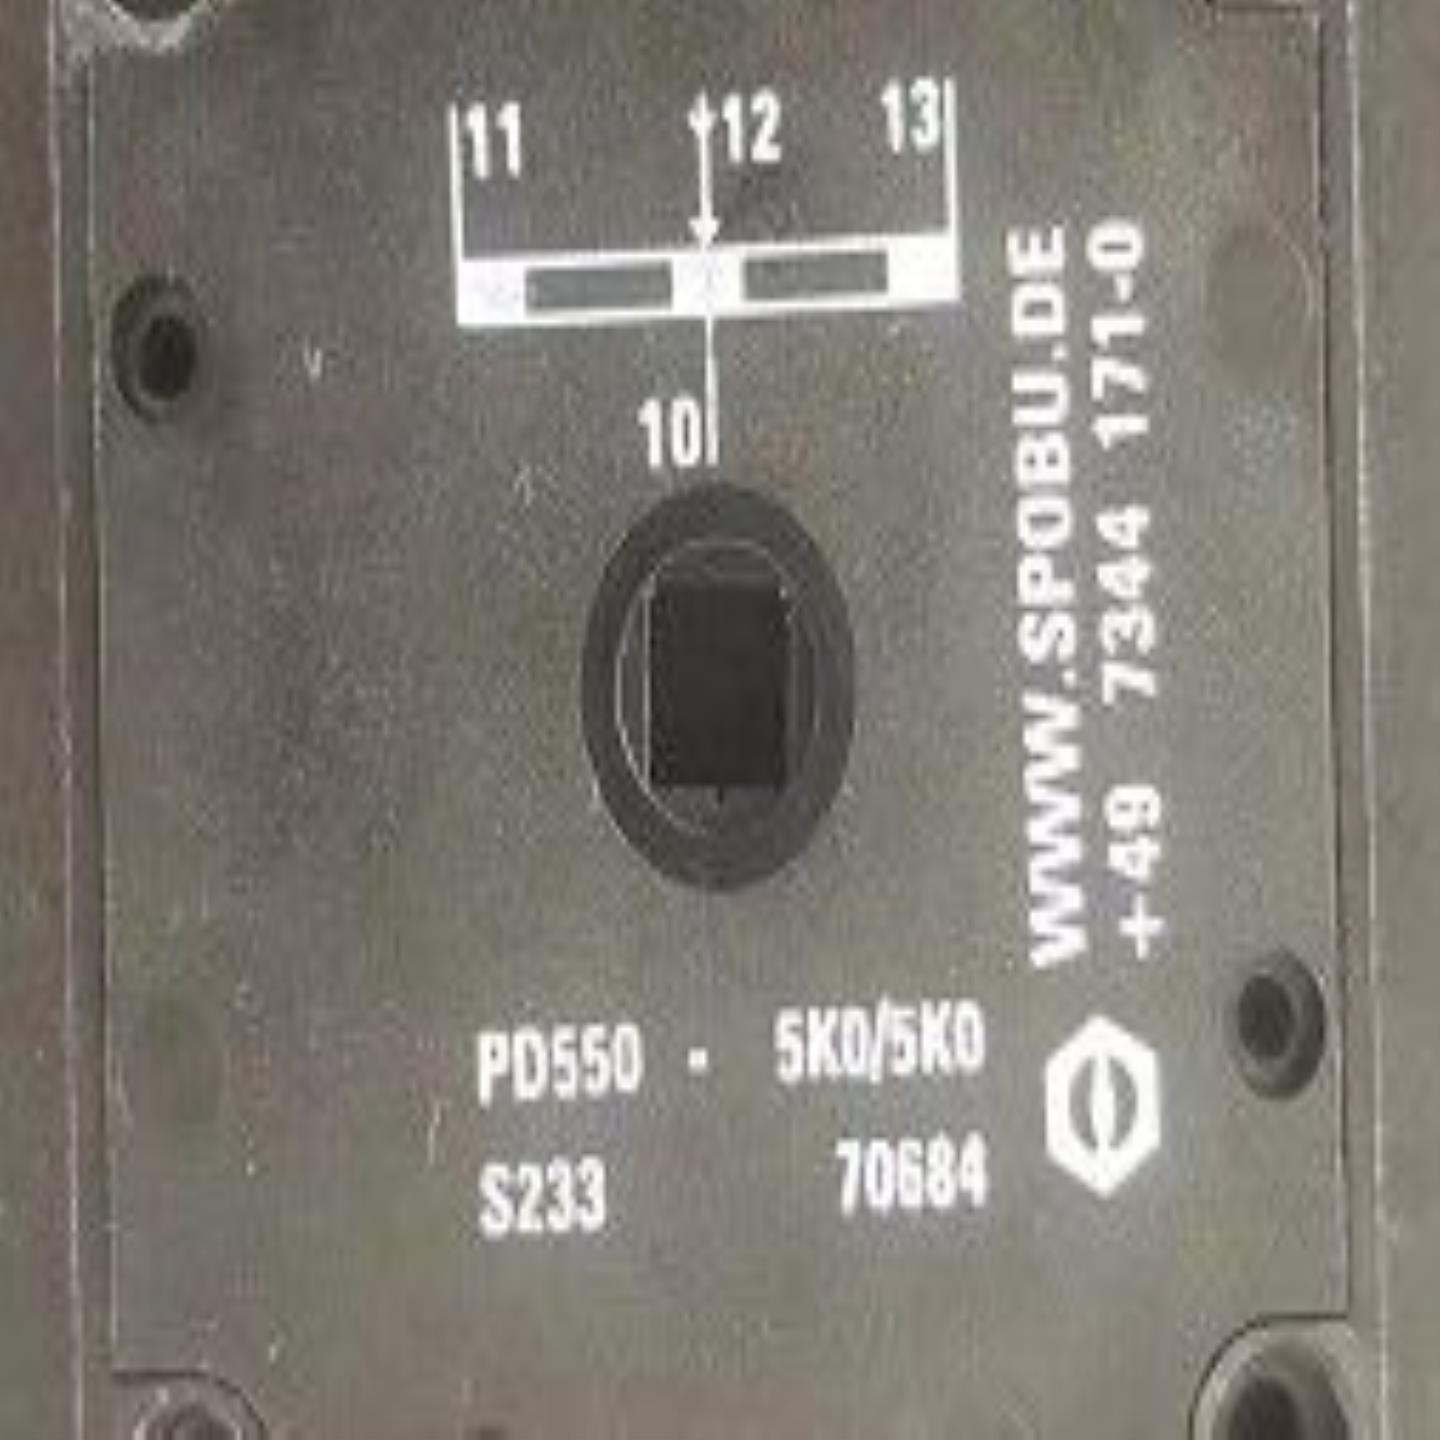 11 12 13
10
WWW.SPOBU.DE
+49 7344 171-0
PD550 - 5K0/5K0
S233 70684